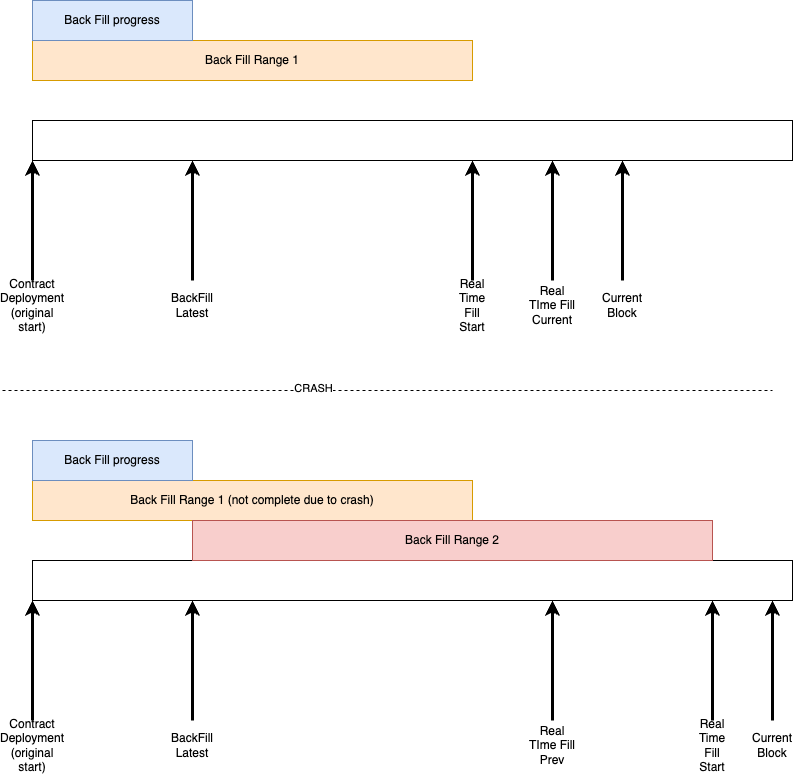 Back Fill progress
Back Fill Range 1
Contract
Deployment
(original
start)
BackFill
Latest
Real
Time
Fill
Start
Real
TIme Fill
Current
Current
Block
CRASH
Back Fill progress
Back Fill Range 1 (not complete due to crash)
Back Fill Range 2
Contract
Deployment
(original
start)
BackFill
Latest
Real
TIme Fill
Prev
Real
Time
Fill
Start
Current
Block